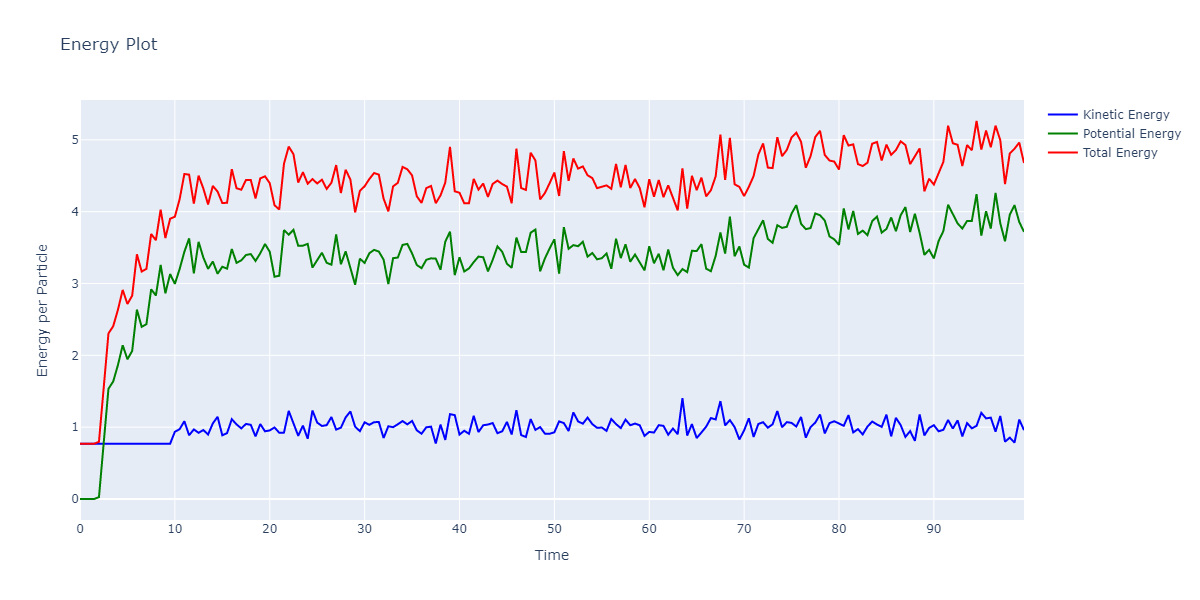 Energy Plot
Kinetic Energy
Potential Energy
Total Energy
Energy per Particle
5
4
3
2
1
0
0 10 20 30 40 50 60 70 80 90
Time